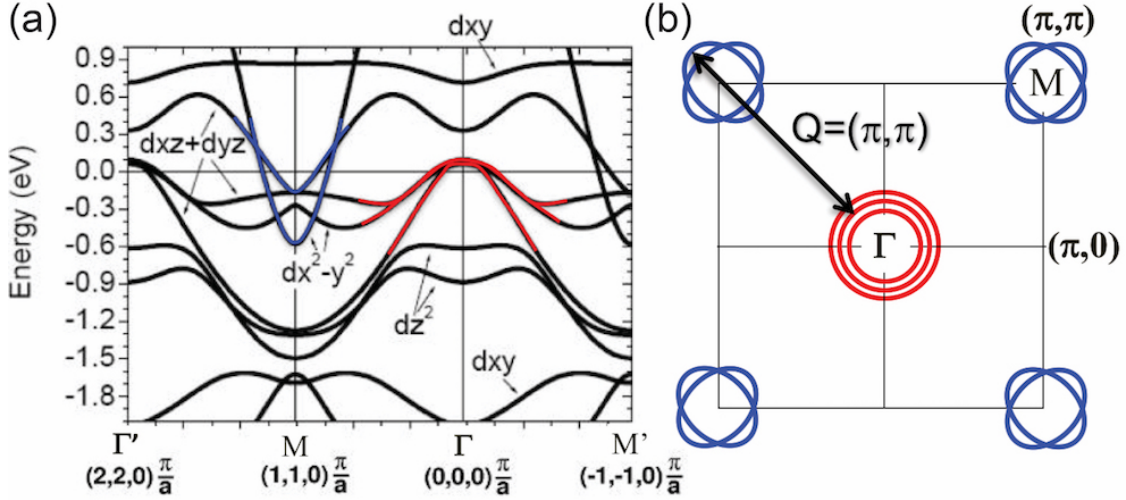 (a)
Energy (eV)
0.9
0.6
0.3
0.0
-0.3
-0.6
-0.9
-1.2
-1.5
-1.8
dxy
dxz+dyz
dx²-y²
dz²
dxy
Γ' M Γ M'
(2,2,0) π/a (1,1,0) π/a (0,0,0) π/a (-1,-1,0) π/a
(b)
(π,π)
M
Q=(π,π)
Γ
(π,0)